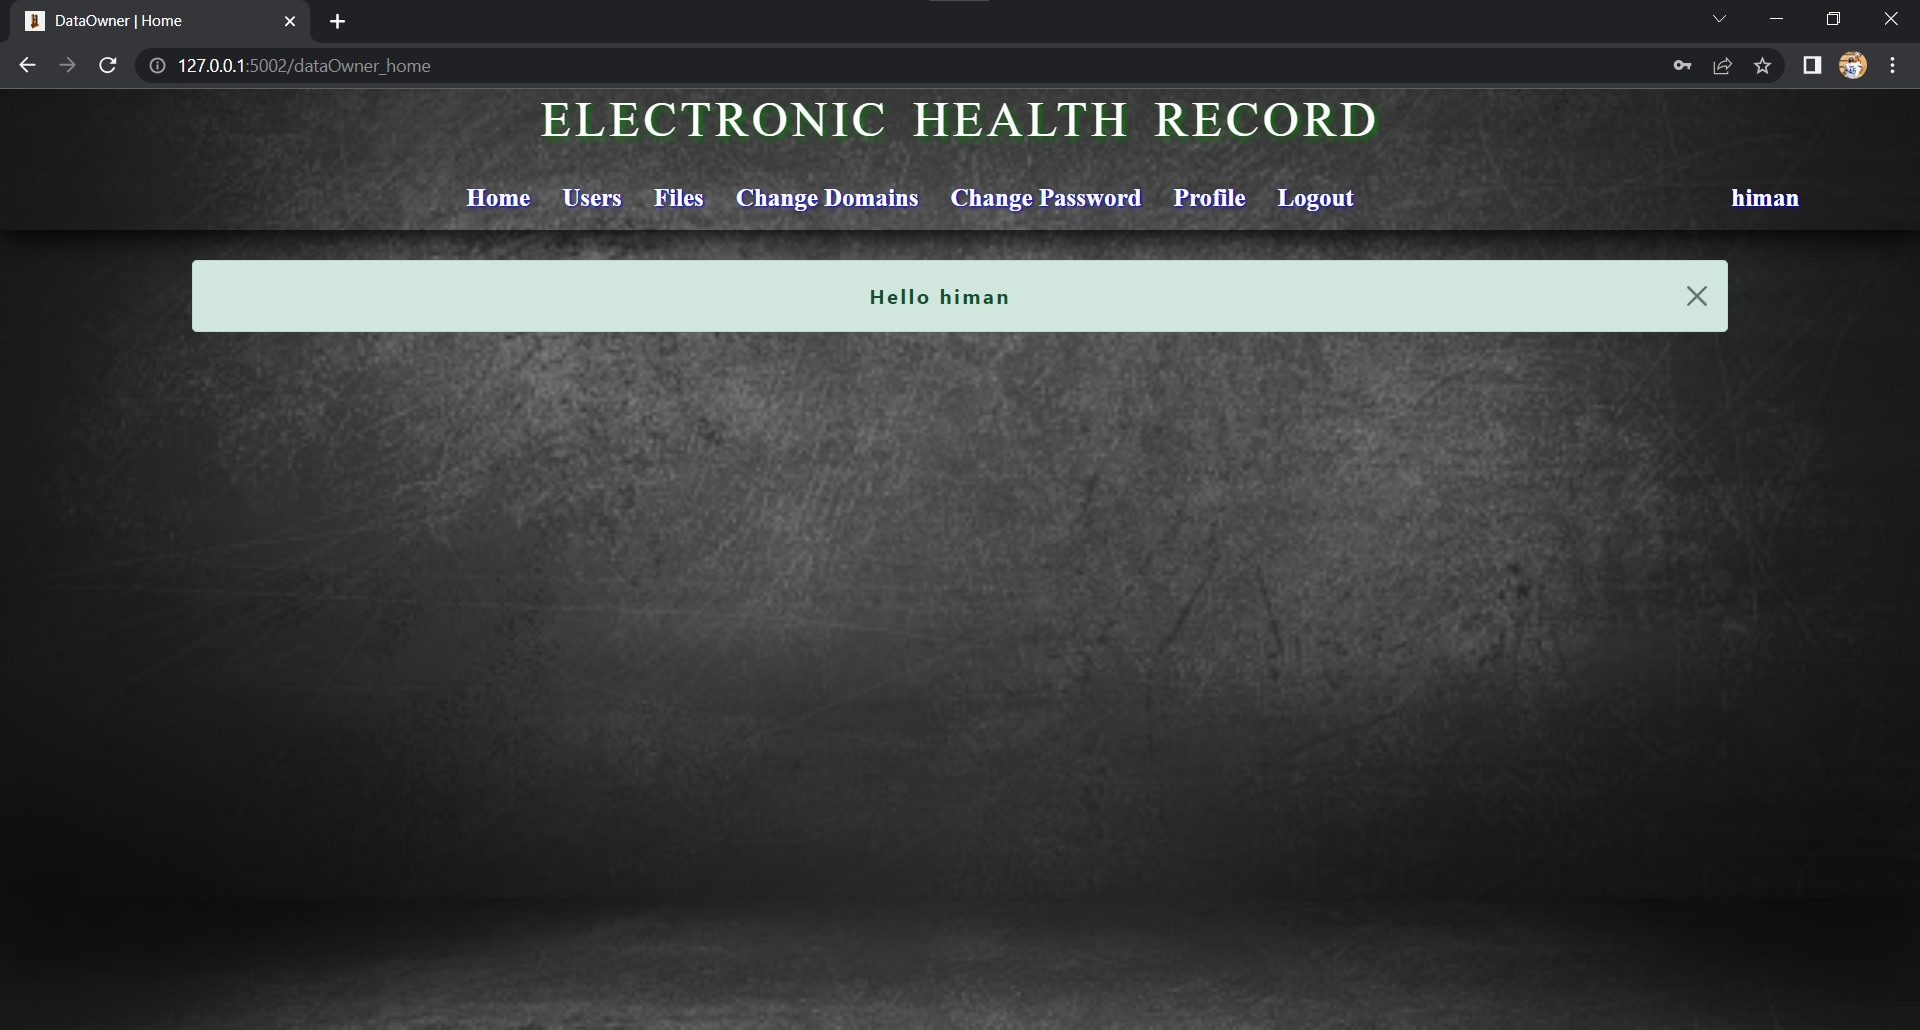 DataOwner | Home
127.0.0.1:5002/dataOwner_home
ELECTRONIC HEALTH RECORD
Home Users Files Change Domains Change Password Profile Logout himan
Hello himan